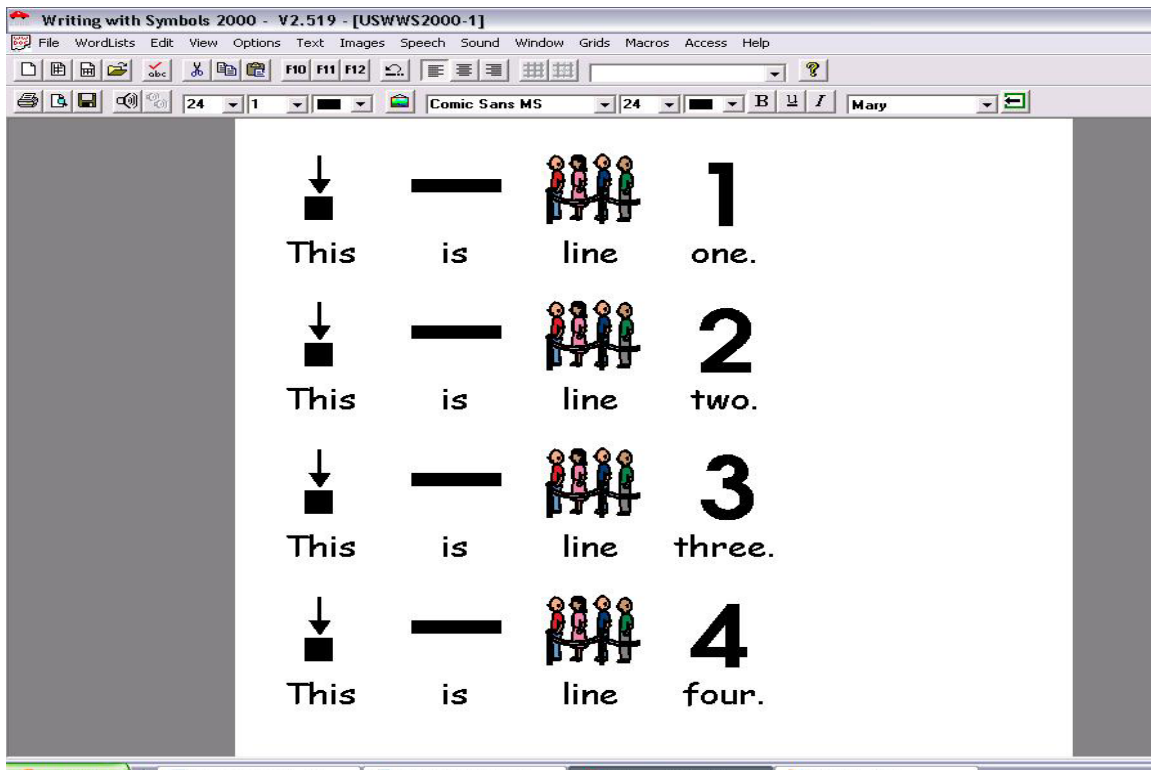 Writing with Symbols 2000 - V2.519 - [USWWS2000-1]
File WordLists Edit View Options Text Images Speech Sound Window Grids Macros Access Help
abc F10 F11 F12
24 1 Comic Sans MS 24 B U I Mary
1
This is line one.
2
This is line two.
3
This is line three.
4
This is line four.